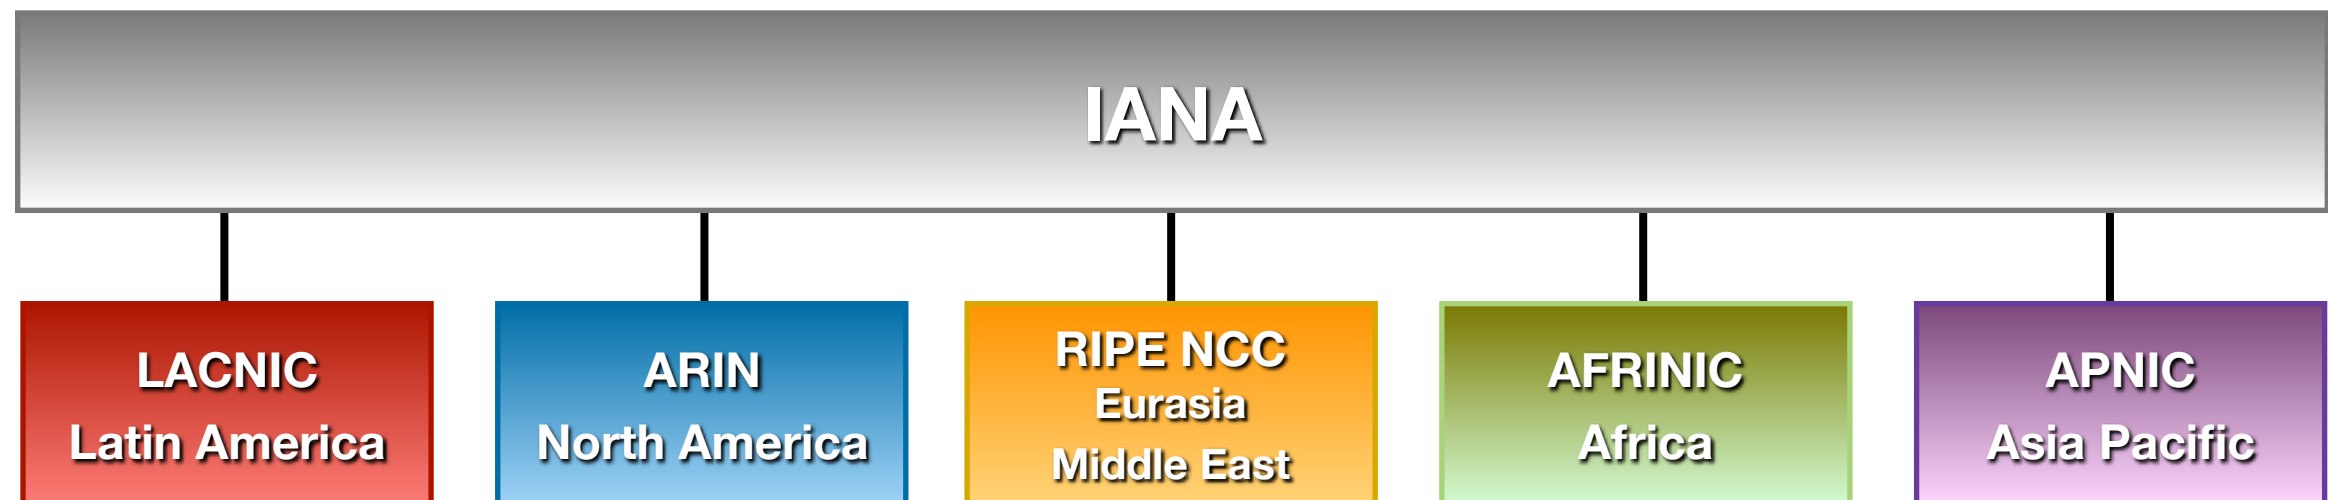 IANA
LACNIC
Latin America
ARIN
North America
RIPE NCC
Eurasia
Middle East
AFRINIC
Africa
APNIC
Asia Pacific